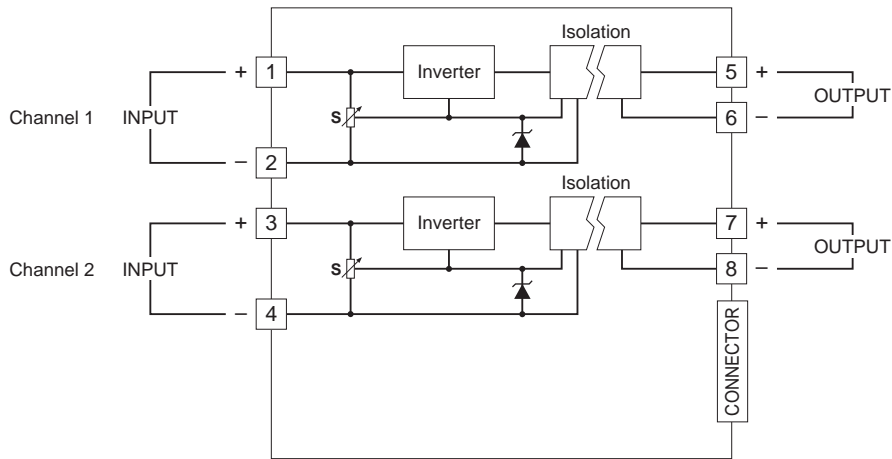 Isolation
+ 1 Inverter 5 +
S OUTPUT
Channel 1 INPUT 6 –
– 2
Isolation
+ 3 Inverter 7 +
S OUTPUT
Channel 2 INPUT 8 –
– 4
CONNECTOR